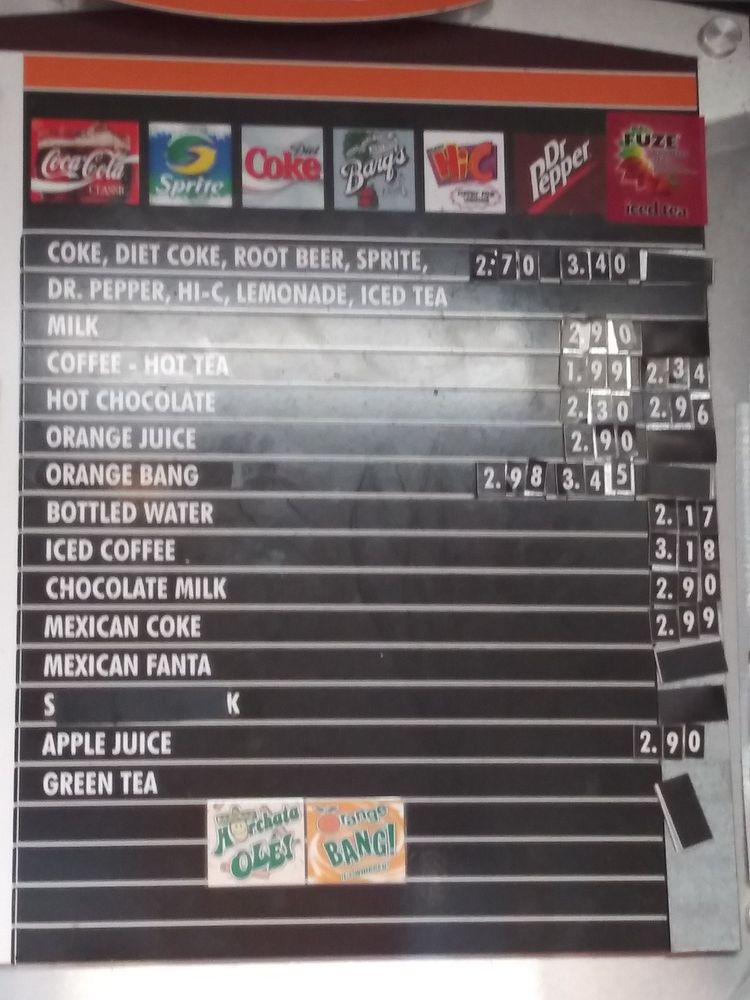 Coca-Cola CLASSIC Sprite Diet Coke Barq's Hi-C Dr Pepper FUZE iced tea
COKE, DIET COKE, ROOT BEER, SPRITE, 2.70 3.40
DR. PEPPER, HI-C, LEMONADE, ICED TEA
MILK 2.90
COFFEE - HOT TEA 1.99 2.34
HOT CHOCOLATE 2.30 2.96
ORANGE JUICE 2.90
ORANGE BANG 2.98 3.45
BOTTLED WATER 2.17
ICED COFFEE 3.18
CHOCOLATE MILK 2.90
MEXICAN COKE 2.99
MEXICAN FANTA
S K
APPLE JUICE 2.90
GREEN TEA
Horchata Orange
OLE! BANG!